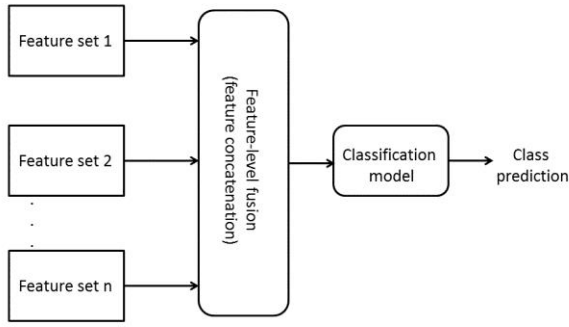 Feature set 1
Feature set 2
.
.
.
Feature set n
Feature-level fusion
(feature concatenation)
Classification
model
Class
prediction